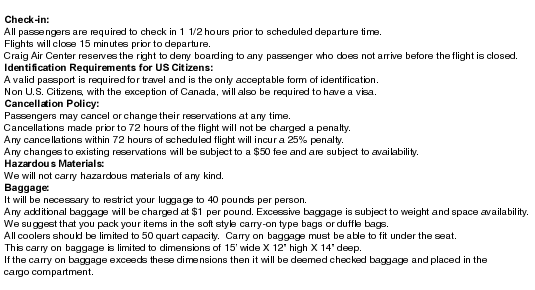 Check-in:
All passengers are required to check in 1 1/2 hours prior to scheduled departure time.
Flights will close 15 minutes prior to departure.
Craig Air Center reserves the right to deny boarding to any passenger who does not arrive before the flight is closed.
Identification Requirements for US Citizens:
A valid passport is required for travel and is the only acceptable form of identification.
Non U.S. Citizens, with the exception of Canada, will also be required to have a visa.
Cancellation Policy:
Passengers may cancel or change their reservations at any time.
Cancellations made prior to 72 hours of the flight will not be charged a penalty.
Any cancellations within 72 hours of scheduled flight will incur a 25% penalty.
Any changes to existing reservations will be subject to a $50 fee and are subject to availability.
Hazardous Materials:
We will not carry hazardous materials of any kind.
Baggage:
It will be necessary to restrict your luggage to 40 pounds per person.
Any additional baggage will be charged at $1 per pound. Excessive baggage is subject to weight and space availability.
We suggest that you pack your items in the soft style carry-on type bags or duffle bags.
All coolers should be limited to 50 quart capacity. Carry on baggage must be able to fit under the seat.
This carry on baggage is limited to dimensions of 15' wide X 12" high X 14" deep.
If the carry on baggage exceeds these dimensions then it will be deemed checked baggage and placed in the
cargo compartment.